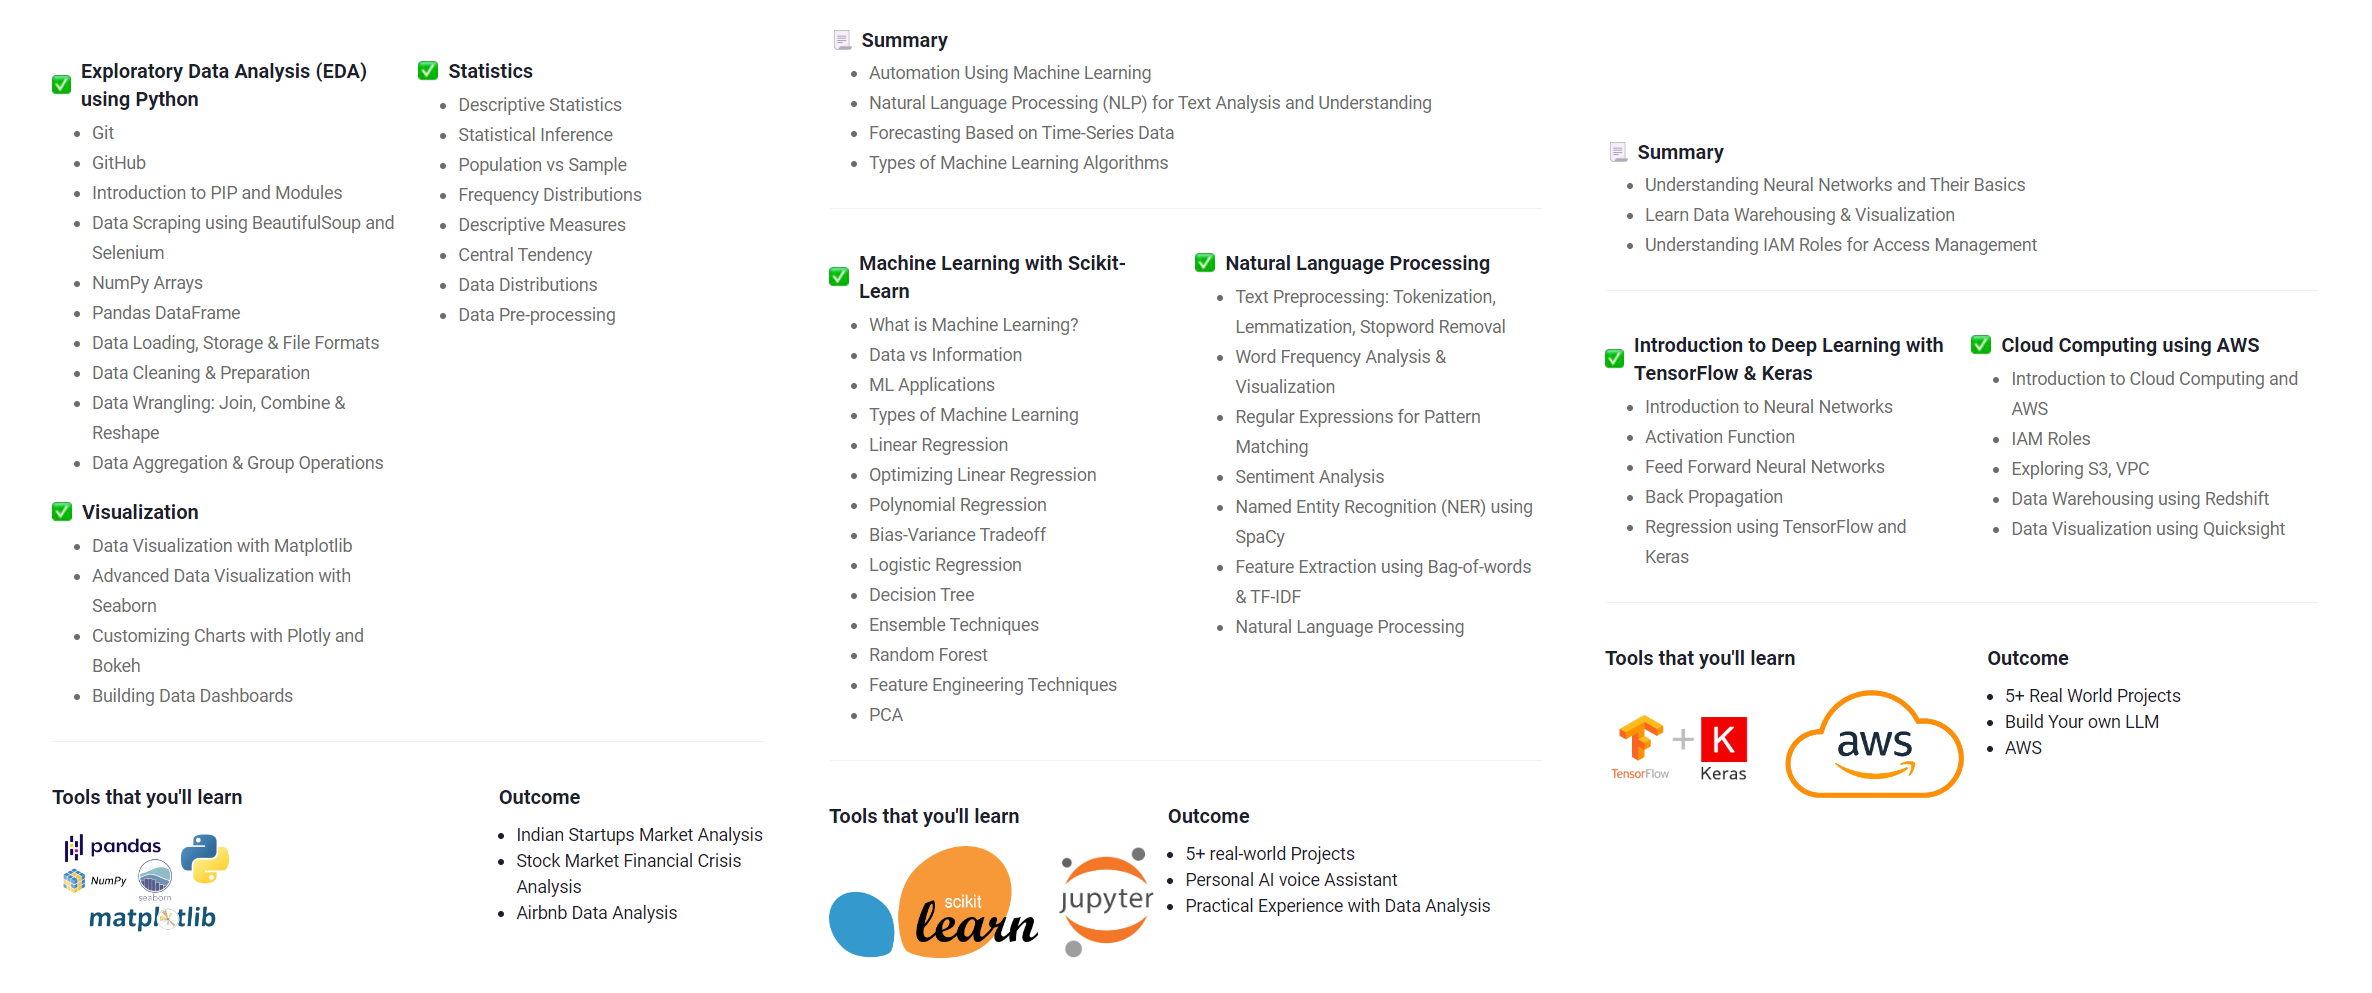 Exploratory Data Analysis (EDA)
using Python
Git
GitHub
Introduction to PIP and Modules
Data Scraping using BeautifulSoup and
Selenium
NumPy Arrays
Pandas DataFrame
Data Loading, Storage & File Formats
Data Cleaning & Preparation
Data Wrangling: Join, Combine &
Reshape
Data Aggregation & Group Operations
Statistics
Descriptive Statistics
Statistical Inference
Population vs Sample
Frequency Distributions
Descriptive Measures
Central Tendency
Data Distributions
Data Pre-processing
Visualization
Data Visualization with Matplotlib
Advanced Data Visualization with
Seaborn
Customizing Charts with Plotly and
Bokeh
Building Data Dashboards
Tools that you'll learn
pandas
NumPy
seaborn
matplotlib
Outcome
Indian Startups Market Analysis
Stock Market Financial Crisis
Analysis
Airbnb Data Analysis
Summary
Automation Using Machine Learning
Natural Language Processing (NLP) for Text Analysis and Understanding
Forecasting Based on Time-Series Data
Types of Machine Learning Algorithms
Machine Learning with Scikit-
Learn
What is Machine Learning?
Data vs Information
ML Applications
Types of Machine Learning
Linear Regression
Optimizing Linear Regression
Polynomial Regression
Bias-Variance Tradeoff
Logistic Regression
Decision Tree
Ensemble Techniques
Random Forest
Feature Engineering Techniques
PCA
Natural Language Processing
Text Preprocessing: Tokenization,
Lemmatization, Stopword Removal
Word Frequency Analysis &
Visualization
Regular Expressions for Pattern
Matching
Sentiment Analysis
Named Entity Recognition (NER) using
SpaCy
Feature Extraction using Bag-of-words
& TF-IDF
Natural Language Processing
Tools that you'll learn
scikit
learn
jupyter
Outcome
5+ real-world Projects
Personal AI voice Assistant
Practical Experience with Data Analysis
Summary
Understanding Neural Networks and Their Basics
Learn Data Warehousing & Visualization
Understanding IAM Roles for Access Management
Introduction to Deep Learning with
TensorFlow & Keras
Introduction to Neural Networks
Activation Function
Feed Forward Neural Networks
Back Propagation
Regression using TensorFlow and
Keras
Cloud Computing using AWS
Introduction to Cloud Computing and
AWS
IAM Roles
Exploring S3, VPC
Data Warehousing using Redshift
Data Visualization using Quicksight
Tools that you'll learn
TensorFlow
+
K
Keras
aws
Outcome
5+ Real World Projects
Build Your own LLM
AWS